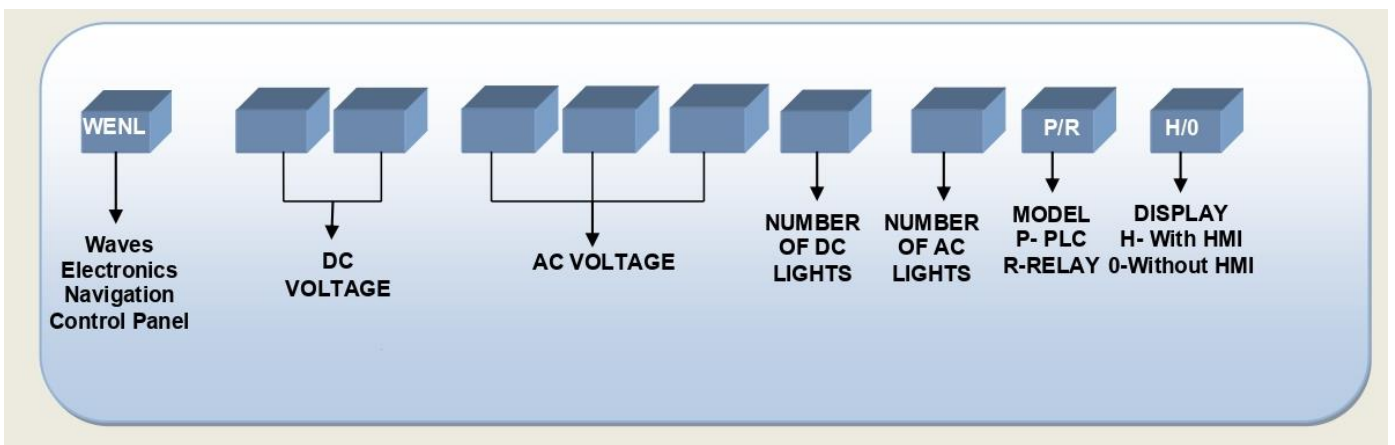 WENL
P/R
H/0
Waves
Electronics
Navigation
Control Panel
DC
VOLTAGE
AC VOLTAGE
NUMBER
OF DC
LIGHTS
NUMBER
OF AC
LIGHTS
MODEL
P- PLC
R-RELAY
DISPLAY
H- With HMI
0-Without HMI